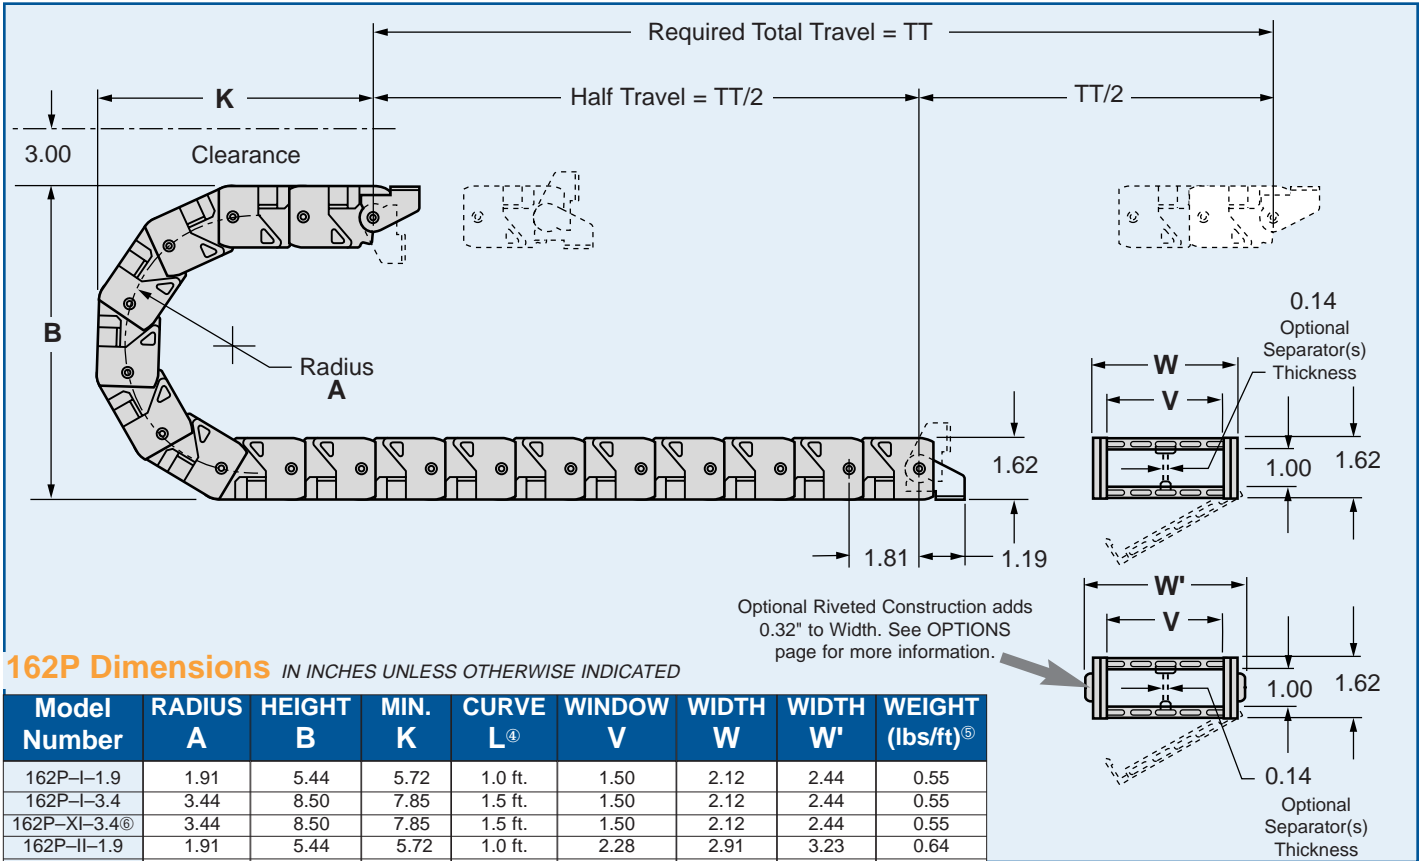 Required Total Travel = TT
K
Half Travel = TT/2
TT/2
3.00
Clearance
B
Radius
A
0.14
Optional
Separator(s)
Thickness
W
V
1.62
1.00
1.62
1.81
1.19
W'
V
Optional Riveted Construction adds
0.32" to Width. See OPTIONS
page for more information.
1.00
1.62
0.14
Optional
Separator(s)
Thickness
162P Dimensions IN INCHES UNLESS OTHERWISE INDICATED
Model Number RADIUS A HEIGHT B MIN. K CURVE L④ WINDOW V WIDTH W WIDTH W' WEIGHT (lbs/ft)⑤
162P–I–1.9 1.91 5.44 5.72 1.0 ft. 1.50 2.12 2.44 0.55
162P–I–3.4 3.44 8.50 7.85 1.5 ft. 1.50 2.12 2.44 0.55
162P–XI–3.4⑥ 3.44 8.50 7.85 1.5 ft. 1.50 2.12 2.44 0.55
162P–II–1.9 1.91 5.44 5.72 1.0 ft. 2.28 2.91 3.23 0.64